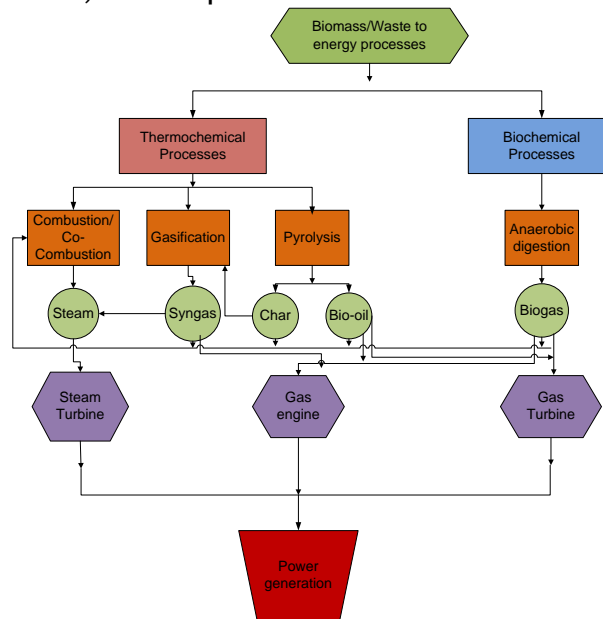 Biomass/Waste to
energy processes
Thermochemical
Processes
Biochemical
Processes
Combustion/
Co-
Combustion
Gasification
Pyrolysis
Anaerobic
digestion
Steam
Syngas
Char
Bio-oil
Biogas
Steam
Turbine
Gas
engine
Gas
Turbine
Power
generation